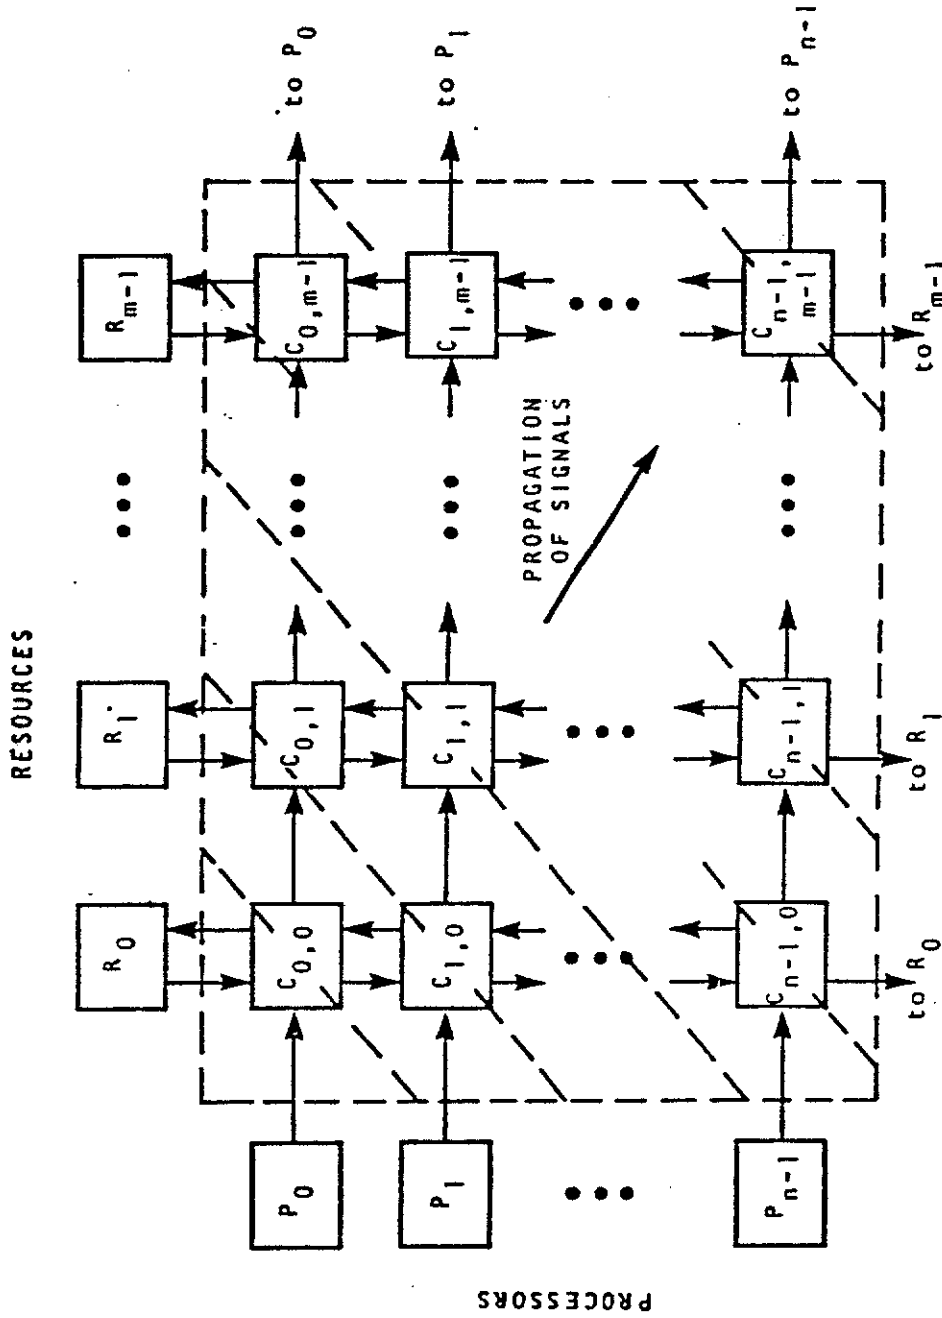 RESOURCES
R₀ R₁ ••• Rₘ₋₁
PROCESSORS
P₀ C₀,₀ C₀,₁ ••• C₀,ₘ₋₁ to P₀
P₁ C₁,₀ C₁,₁ ••• C₁,ₘ₋₁ to P₁
PROPAGATION
OF SIGNALS
Pₙ₋₁ Cₙ₋₁,₀ Cₙ₋₁,₁ ••• Cₙ₋₁,
ₘ₋₁ to Pₙ₋₁
to R₀ to R₁ to Rₘ₋₁